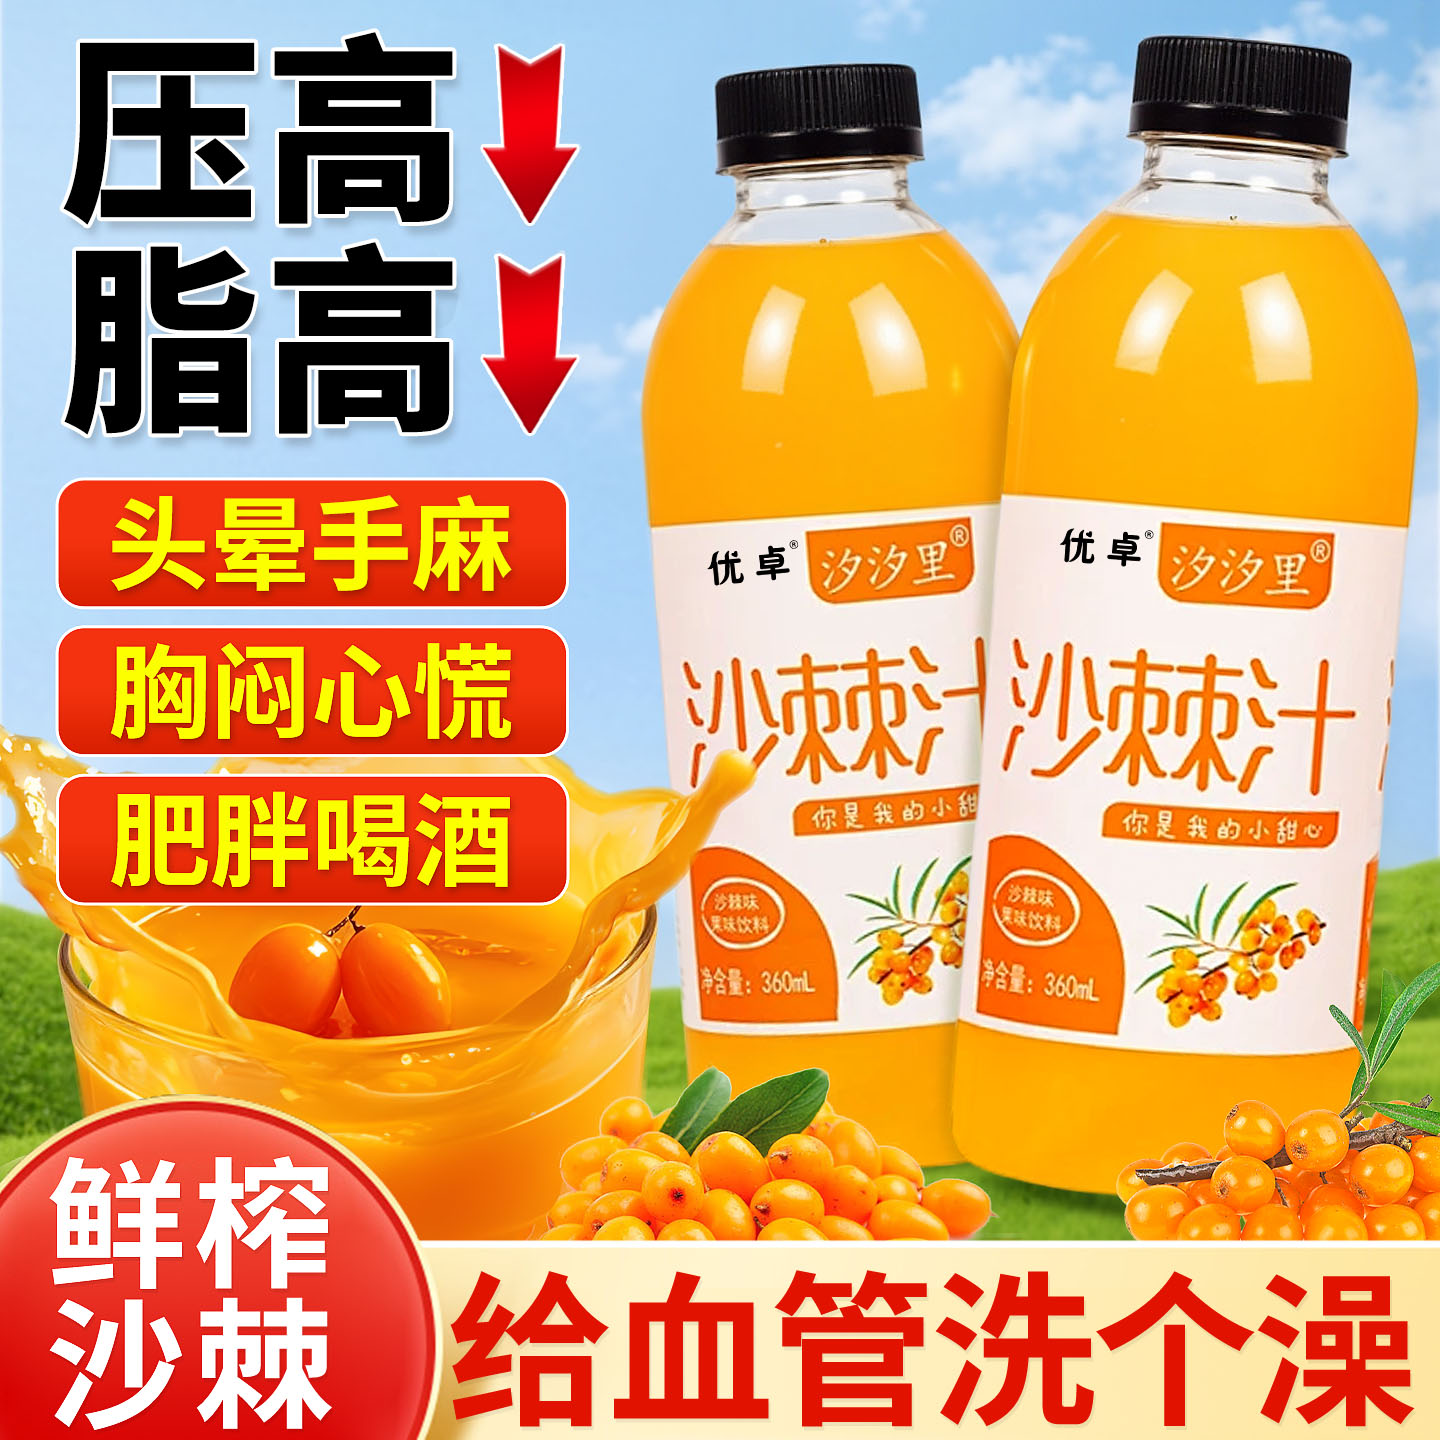 压高
脂高
头晕手麻
胸闷心慌
肥胖喝酒
优卓® 汐汐里®
沙棘汁
你是我的小甜
沙棘味
果味饮料
净含量：360mL
优卓® 汐汐里®
沙棘汁
你是我的小甜心
沙棘味
果味饮料
净含量：360mL
鲜榨
沙棘
给血管洗个澡